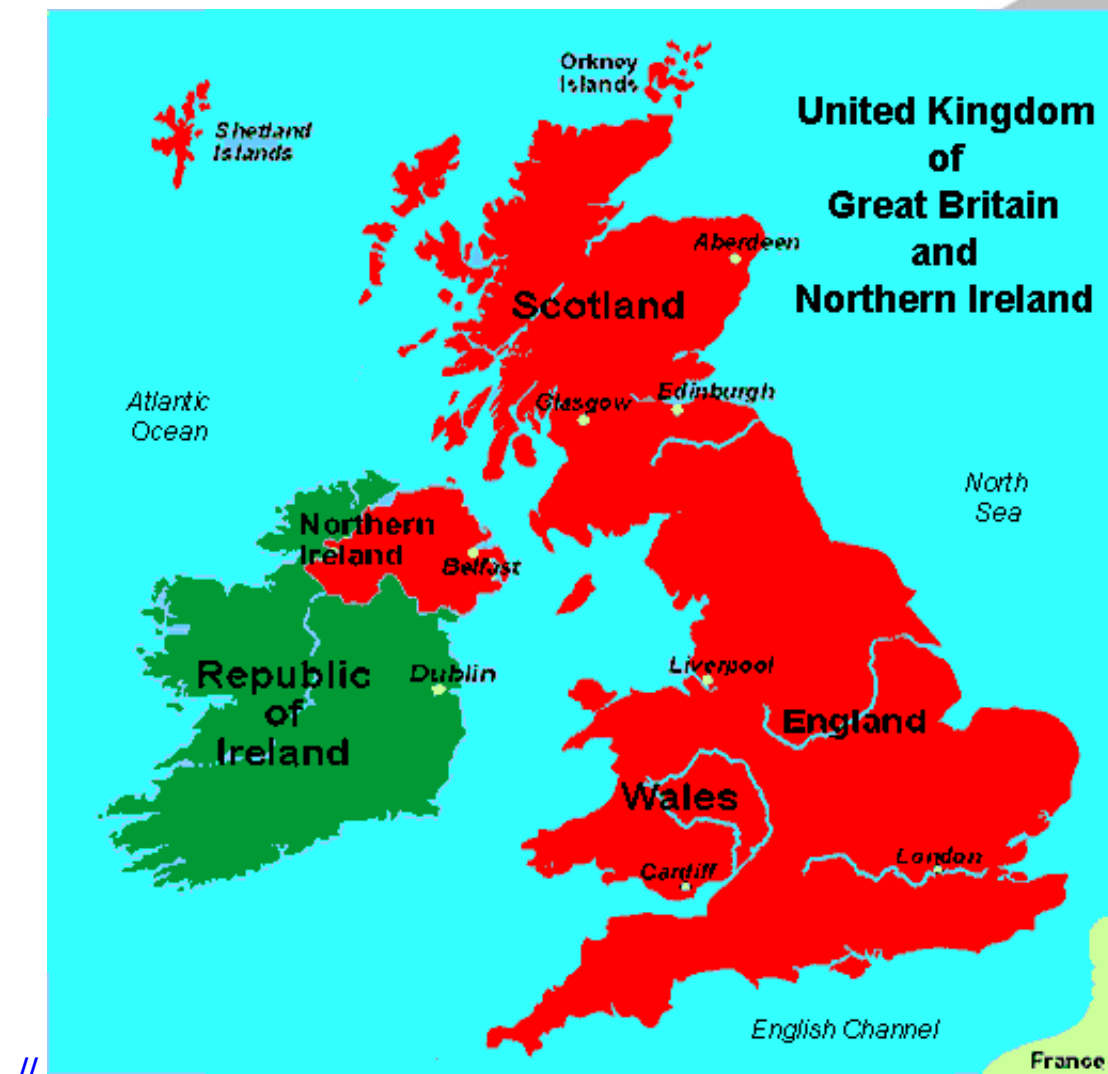 Orkney
Islands
United Kingdom
of
Great Britain
and
Northern Ireland
Shetland
Islands
Aberdeen
Scotland
Atlantic
Ocean
Glasgow
Edinburgh
North
Sea
Northern
Ireland
Belfast
Republic
of
Ireland
Dublin
Liverpool
England
Wales
Cardiff
London
English Channel
France
//